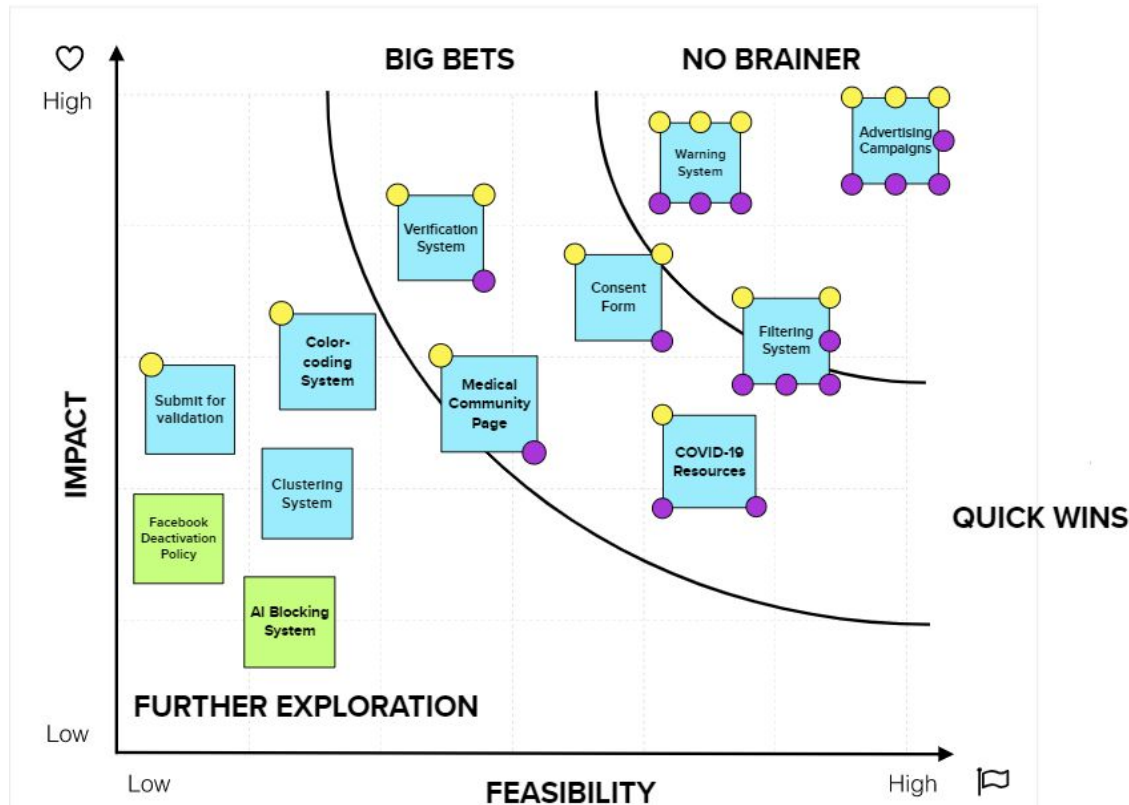 BIG BETS
NO BRAINER
High
Advertising
Campaigns
Warning
System
Verification
System
Consent
Form
Filtering
System
Color-
coding
System
Submit for
validation
Medical
Community
Page
IMPACT
COVID-19
Resources
Clustering
System
Facebook
Deactivation
Policy
QUICK WINS
AI Blocking
System
FURTHER EXPLORATION
Low
Low
FEASIBILITY
High